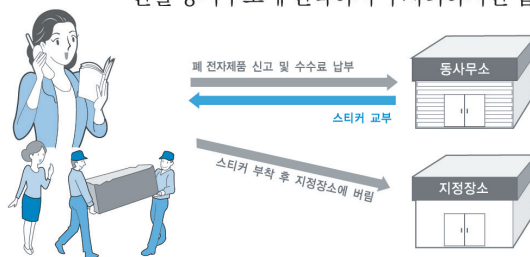 폐 전자제품 신고 및 수수료 납부
동사무소
스티커 교부
스티커 부착 후 지정장소에 버림
지정장소